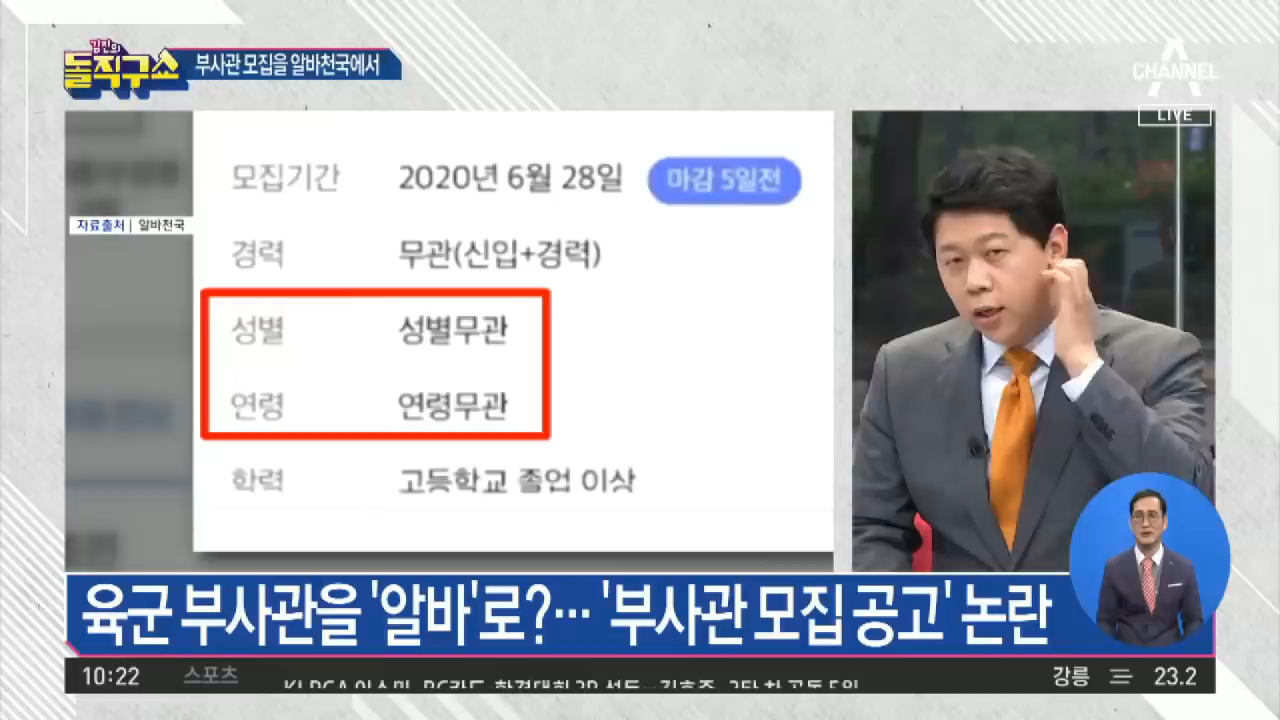 김진의
돌직구쇼
부사관 모집을 알바천국에서
CHANNEL A
LIVE
자료출처 | 알바천국
모집기간 2020년 6월 28일 마감 5일전
경력 무관(신입+경력)
성별 성별무관
연령 연령무관
학력 고등학교 졸업 이상
육군 부사관을 '알바'로?… '부사관 모집 공고' 논란
10:22 스포츠
강릉 23.2